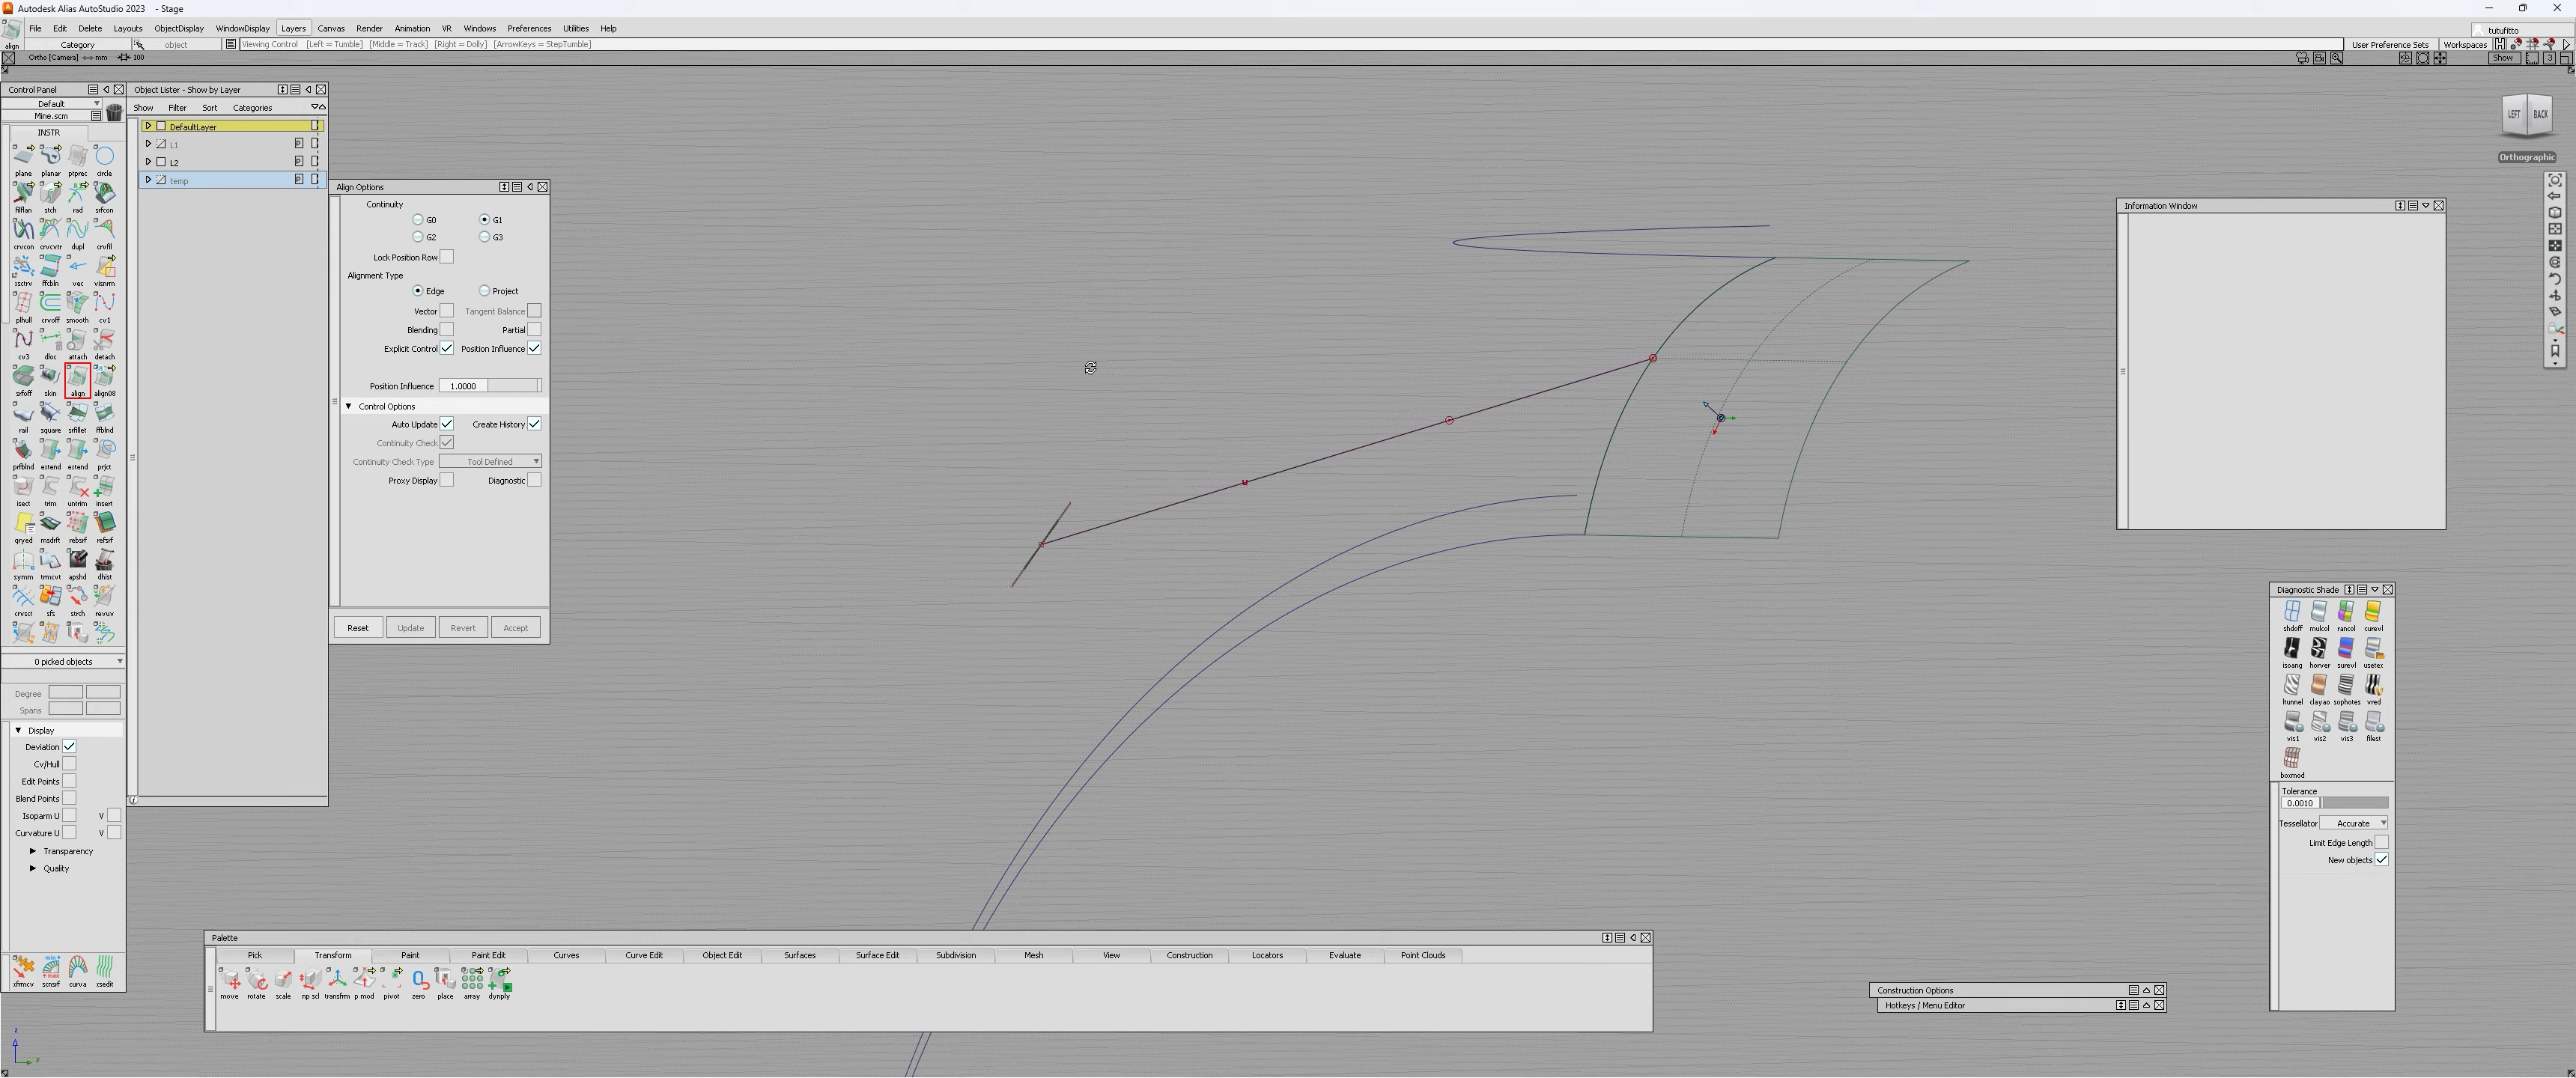 Autodesk Alias AutoStudio 2023 - Stage
File Edit Delete Layouts ObjectDisplay WindowDisplay Layers Canvas Render Animation VR Windows Preferences Utilities Help
tutufitto
align Category object Viewing Control [Left = Tumble] [Middle = Track] [Right = Dolly] [ArrowKeys = StepTumble] User Preference Sets Workspaces
Ortho [Camera] mm 100 Show 3
Control Panel
Default
Mine.scm
INSTR
plane planar ptprec circle
filflan stch rad srfcon
crvcon crvcvtr dupl crvfil
xsctrv ffcbln vec visnrm
plhull crvoff smooth cv1
cv3 dloc attach detach
srfoff skin align align08
rail square srfillet ffblnd
prfblnd extend extend prjct
isect trim untrim insert
qryed msdrft rebsrf refsrf
symm trmcvt apshd dhist
crvsct sfs strch revuv
0 picked objects
Degree
Spans
Display
Deviation
Cv/Hull
Edit Points
Blend Points
Isoparm U V
Curvature U V
Transparency
Quality
xfrmcv scnsrf curva xsedit
Object Lister - Show by Layer
Show Filter Sort Categories
DefaultLayer
L1
L2
temp
Align Options
Continuity
G0 G1
G2 G3
Lock Position Row
Alignment Type
Edge Project
Vector Tangent Balance
Blending Partial
Explicit Control Position Influence
Position Influence 1.0000
Control Options
Auto Update Create History
Continuity Check
Continuity Check Type Tool Defined
Proxy Display Diagnostic
Reset Update Revert Accept
U
LEFT BACK
Orthographic
Information Window
Diagnostic Shade
shdoff mulcol rancol curevl
isoang horver surevl usetex
ltunnel clayao sophotes vred
vis1 vis2 vis3 filest
boxmod
Tolerance
0.0010
Tessellator Accurate
Limit Edge Length
New objects
Palette
Pick Transform Paint Paint Edit Curves Curve Edit Object Edit Surfaces Surface Edit Subdivision Mesh View Construction Locators Evaluate Point Clouds
move rotate scale np scl transfrm p mod pivot zero place array dynply
Construction Options
Hotkeys / Menu Editor
z
y